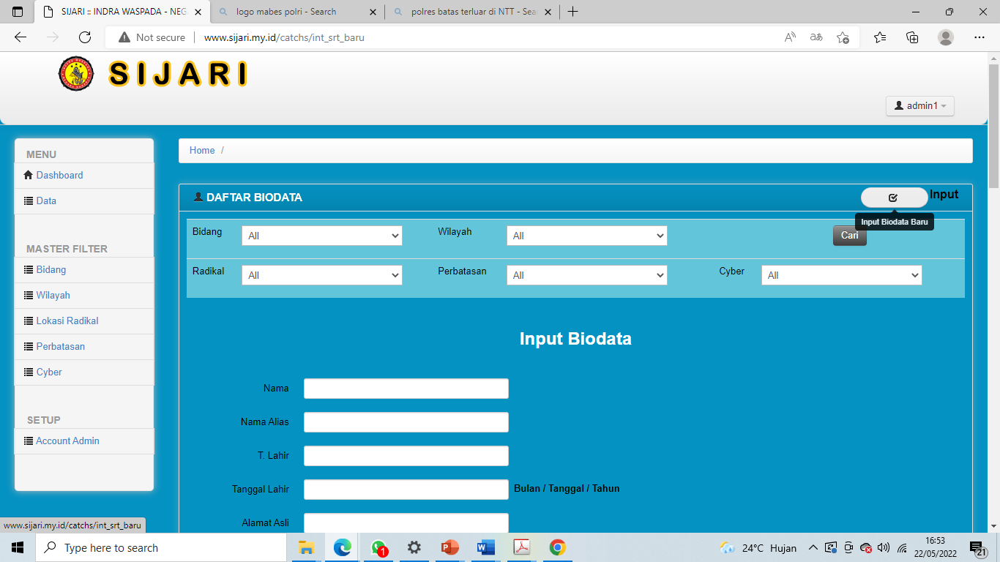 SIJARI :: INDRA WASPADA - NEG
logo mabes polri - Search
polres batas terluar di NTT - Sea
Not secure
www.sijari.my.id/catchs/int_srt_baru
SIJARI
admin1
MENU
Dashboard
Data
MASTER FILTER
Bidang
Wilayah
Lokasi Radikal
Perbatasan
Cyber
SETUP
Account Admin
Home /
DAFTAR BIODATA
Input
Input Biodata Baru
Bidang All Wilayah All Cari
Radikal All Perbatasan All Cyber All
Input Biodata
Nama
Nama Alias
T. Lahir
Tanggal Lahir Bulan / Tanggal / Tahun
Alamat Asli
www.sijari.my.id/catchs/int_srt_baru
Type here to search
1
24°C Hujan
16:53
22/05/2022
21